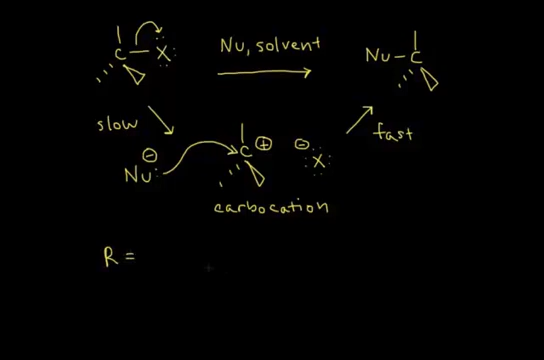 C — X
Nu, solvent
Nu — C
slow
fast
Nu:
⊖
C ⊕ ⊖ X
carbocation
R =